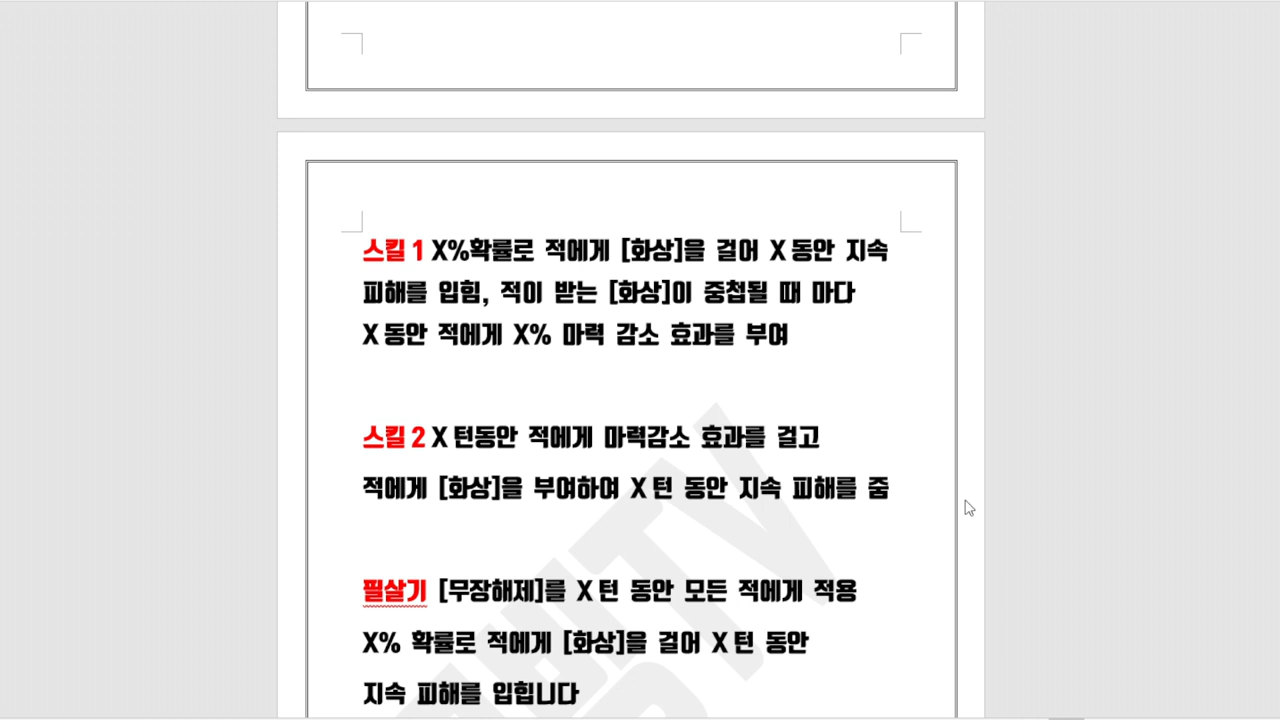 스킬 1 X%확률로 적에게 [화상]을 걸어 X 동안 지속
피해를 입힘, 적이 받는 [화상]이 중첩될 때 마다
X 동안 적에게 X% 마력 감소 효과를 부여
스킬 2 X 턴동안 적에게 마력감소 효과를 걸고
적에게 [화상]을 부여하여 X 턴 동안 지속 피해를 줌
필살기 [무장해제]를 X 턴 동안 모든 적에게 적용
X% 확률로 적에게 [화상]을 걸어 X 턴 동안
지속 피해를 입힙니다